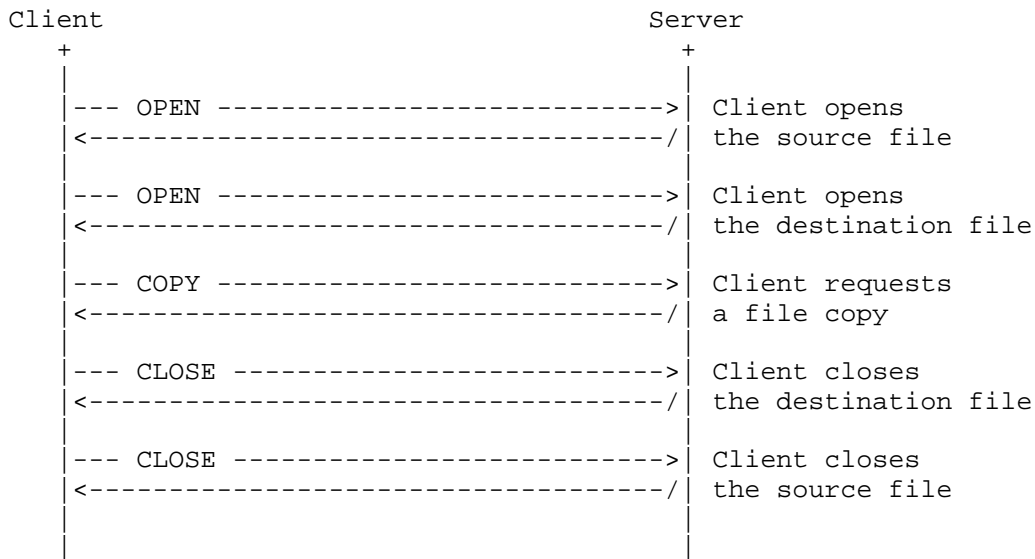 Client Server
+ +
|--- OPEN ---------------------------->| Client opens
|<------------------------------------/| the source file
|--- OPEN ---------------------------->| Client opens
|<------------------------------------/| the destination file
|--- COPY ---------------------------->| Client requests
|<------------------------------------/| a file copy
|--- CLOSE --------------------------->| Client closes
|<------------------------------------/| the destination file
|--- CLOSE --------------------------->| Client closes
|<------------------------------------/| the source file